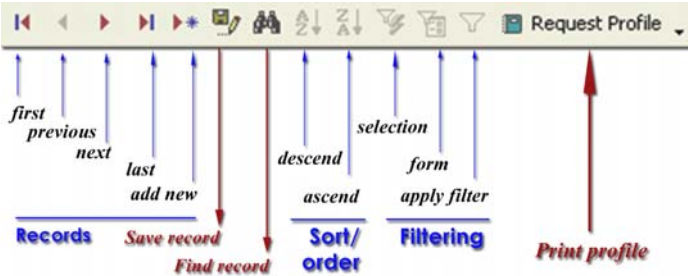 A
Z
Z
A
Request Profile
first
previous
next
last
add new
descend
ascend
selection
form
apply filter
Records
Save record
Find record
Sort/
order
Filtering
Print profile